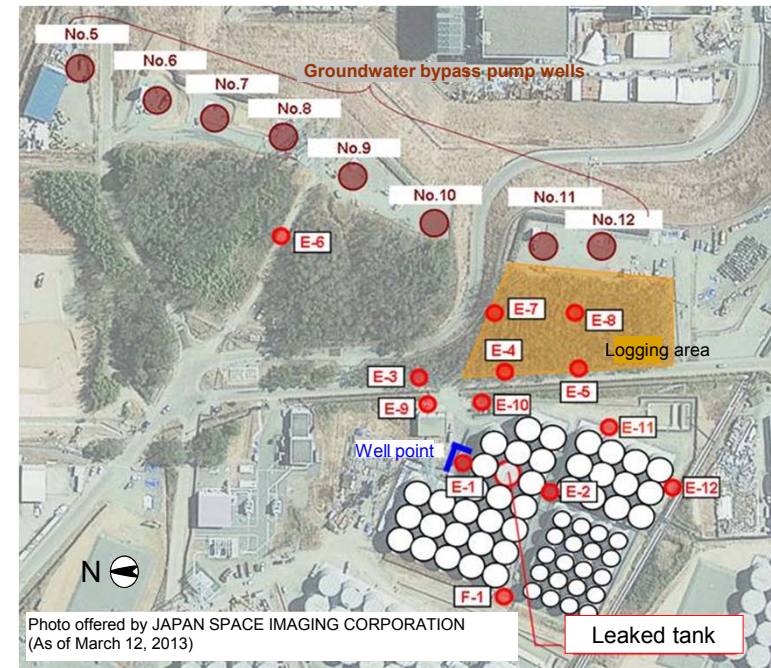 No.5
No.6
No.7
Groundwater bypass pump wells
No.8
No.9
No.10
No.11
No.12
E-6
E-7
E-8
Logging area
E-4
E-3
E-5
E-9
E-10
E-11
Well point
E-1
E-2
E-12
N
F-1
Photo offered by JAPAN SPACE IMAGING CORPORATION
(As of March 12, 2013)
Leaked tank